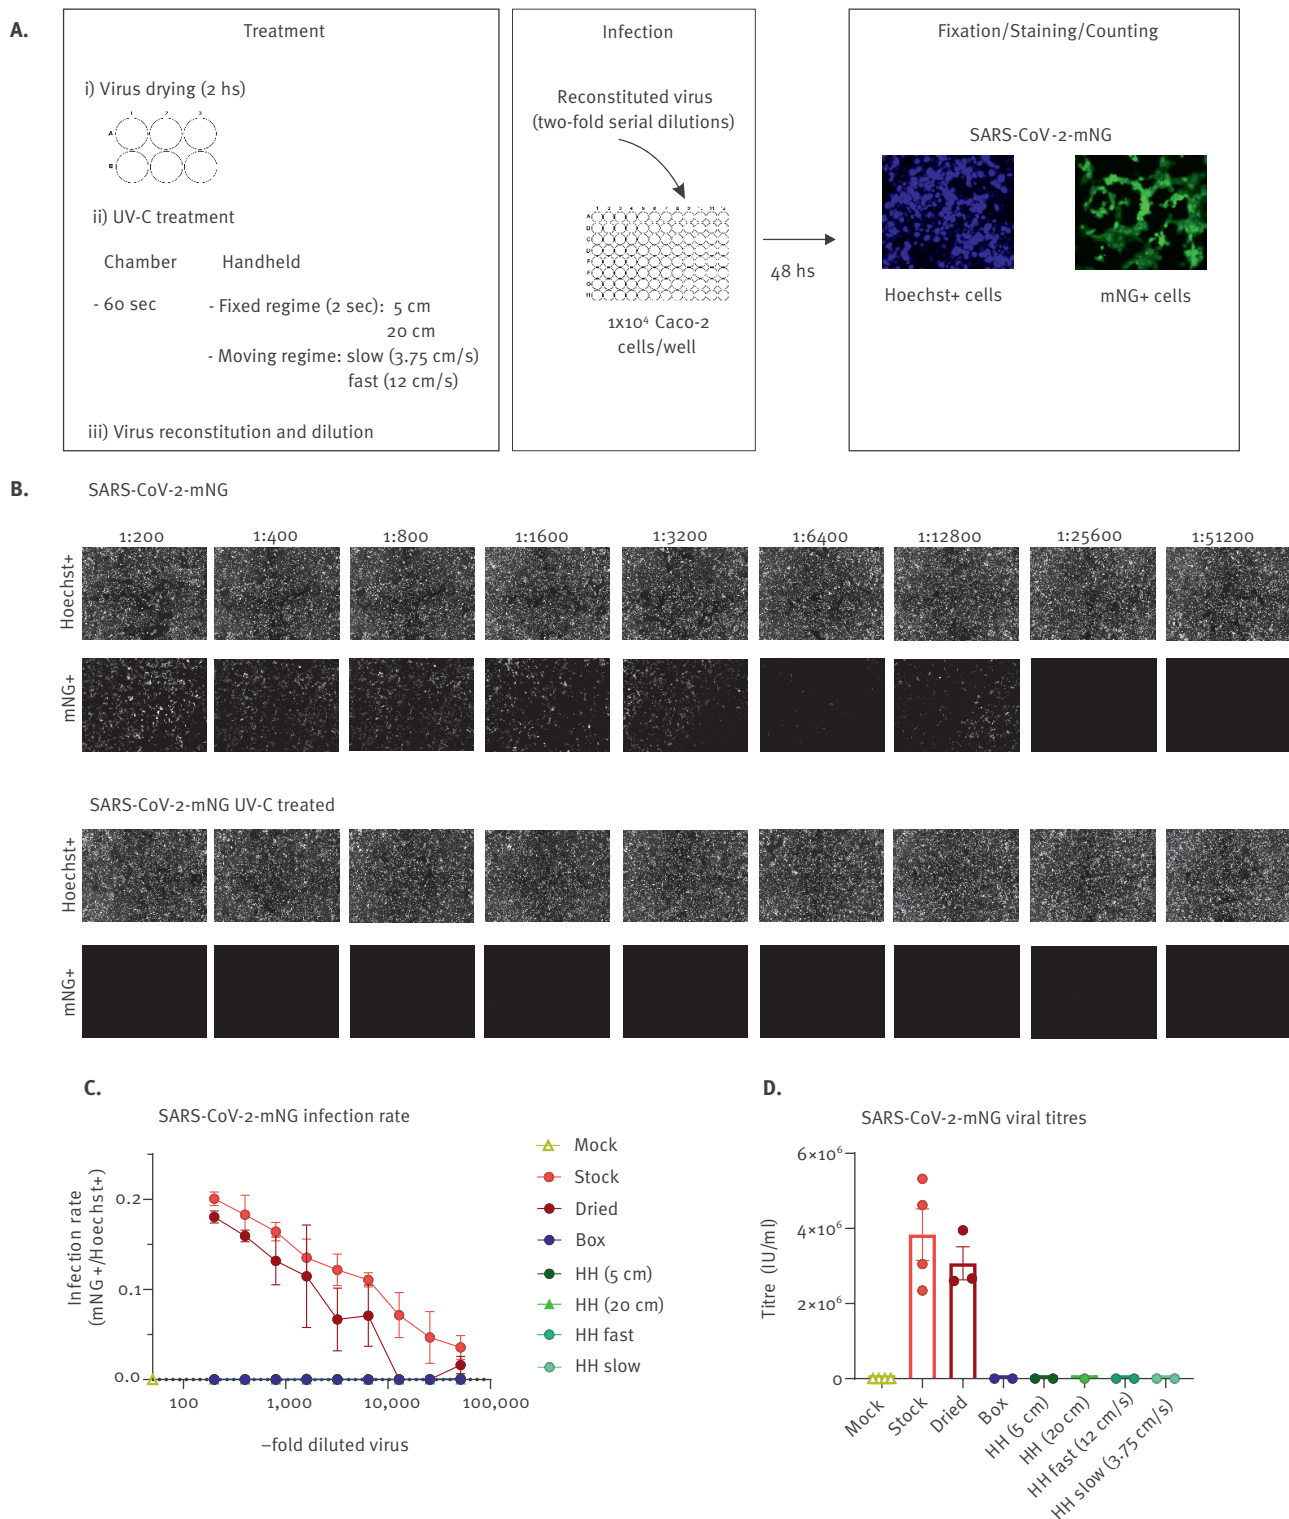 A.
Treatment
i) Virus drying (2 hs)
1 2 3
A
B
ii) UV-C treatment
Chamber Handheld
- 60 sec - Fixed regime (2 sec): 5 cm
20 cm
- Moving regime: slow (3.75 cm/s)
fast (12 cm/s)
iii) Virus reconstitution and dilution
Infection
Reconstituted virus
(two-fold serial dilutions)
1x10⁴ Caco-2
cells/well
48 hs
Fixation/Staining/Counting
SARS-CoV-2-mNG
Hoechst+ cells
mNG+ cells
B.
SARS-CoV-2-mNG
1:200 1:400 1:800 1:1600 1:3200 1:6400 1:12800 1:25600 1:51200
Hoechst+
mNG+
SARS-CoV-2-mNG UV-C treated
Hoechst+
mNG+
C.
SARS-CoV-2-mNG infection rate
Infection rate
(mNG+/Hoechst+)
0.2
0.1
0.0
100 1,000 10,000 100,000
–fold diluted virus
Mock
Stock
Dried
Box
HH (5 cm)
HH (20 cm)
HH fast
HH slow
D.
SARS-CoV-2-mNG viral titres
Titre (IU/ml)
6×10⁶
4×10⁶
2×10⁶
0
Mock
Stock
Dried
Box
HH (5 cm)
HH (20 cm)
HH fast (12 cm/s)
HH slow (3.75 cm/s)